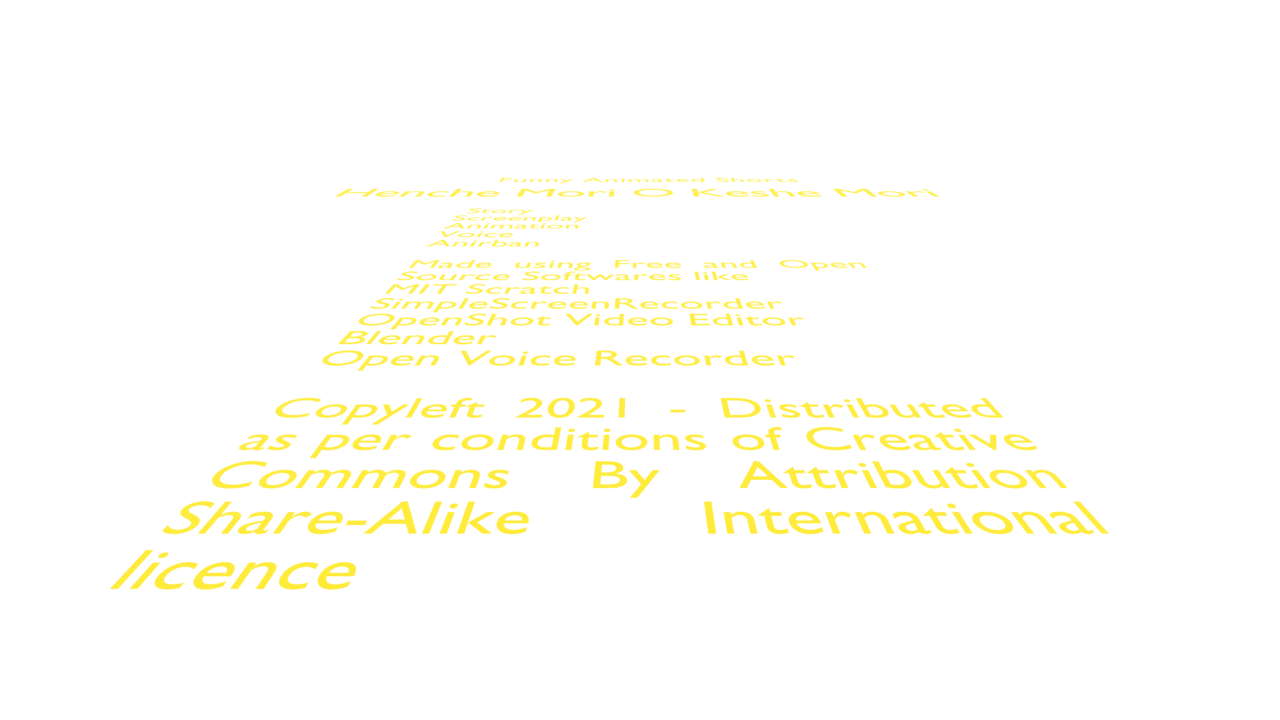 Funny Animated Shorts
Henche Mori O Keshe Mori
Story
Screenplay
Animation
Voice
Anirban
Made using Free and Open
Source Softwares like
MIT Scratch
SimpleScreenRecorder
OpenShot Video Editor
Blender
Open Voice Recorder
Copyleft 2021 - Distributed
as per conditions of Creative
Commons By Attribution
Share-Alike International
licence